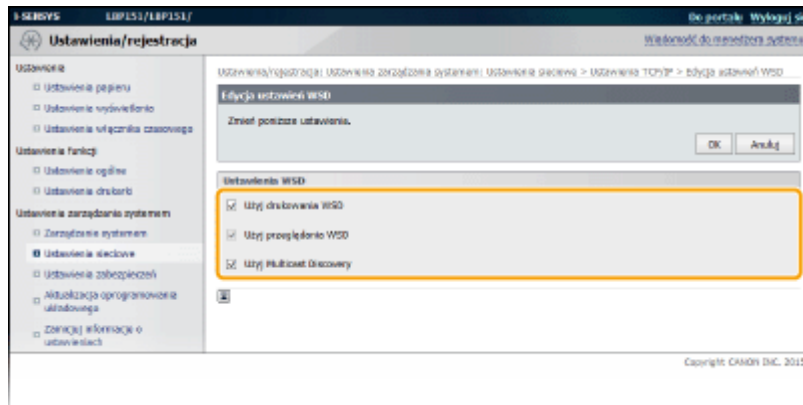 i-SENSYS LBP151/LBP151/ Do portalu Wyloguj si
Ustawienia/rejestracja Wiadomość do menedżera systemu
Ustawienia
Ustawienia papieru
Ustawienia wyświetlania
Ustawienia włącznika czasowego
Ustawienia funkcji
Ustawienia ogólne
Ustawienia drukarki
Ustawienia zarządzania systemem
Zarządzanie systemem
Ustawienia sieciowe
Ustawienia zabezpieczeń
Aktualizacja oprogramowania
układowego
Zainicjuj informacje o
ustawieniach
Ustawienia/rejestracja: Ustawienia zarządzania systemem: Ustawienia sieciowe > Ustawienia TCP/IP > Edycja ustawień WSD
Edycja ustawień WSD
Zmień poniższe ustawienia.
OK Anuluj
Ustawienia WSD
Użyj drukowania WSD
Użyj przeglądania WSD
Użyj Multicast Discovery
Copyright CANON INC. 2015